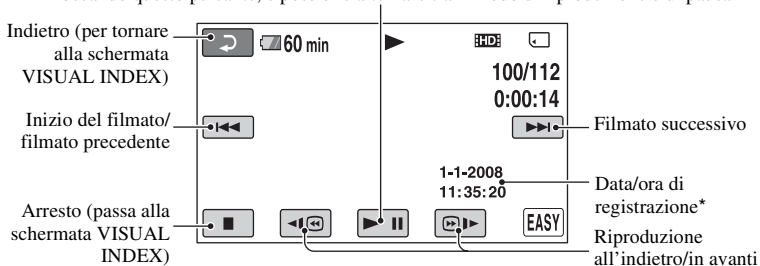 Indietro (per tornare
alla schermata
VISUAL INDEX)
60 min
HD
100/112
0:00:14
Inizio del filmato/
filmato precedente
Filmato successivo
1-1-2008
11:35:20
Data/ora di
registrazione*
Arresto (passa alla
schermata VISUAL
INDEX)
EASY
Riproduzione
all'indietro/in avanti